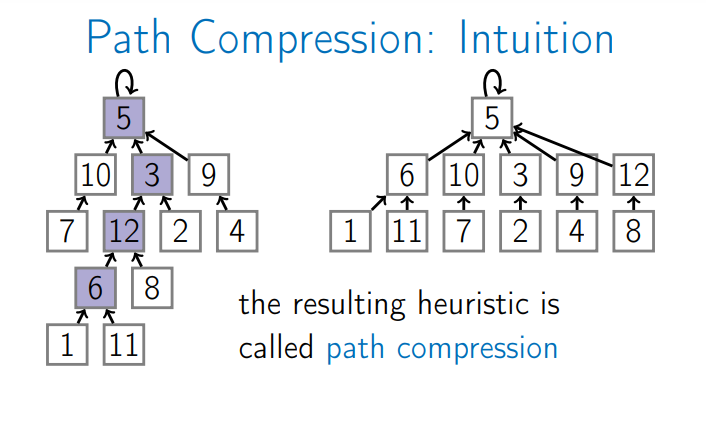 Path Compression: Intuition
5 5
10 3 9 6 10 3 9 12
7 12 2 4 1 11 7 2 4 8
6 8
the resulting heuristic is
1 11
called path compression